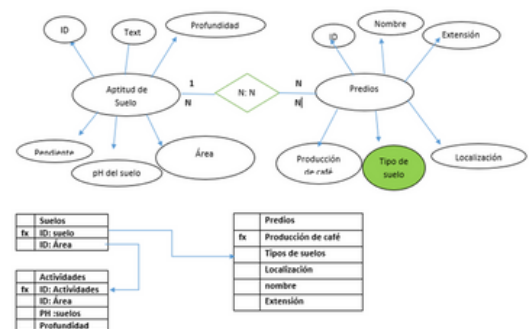 ID
Text
Profundidad
ID
Nombre
Extensión
Aptitud de
Suelo
1
N
N: N
N
N
Predios
Pendiente
pH del suelo
Área
Producción
de café
Tipo de
suelo
Localización
Suelos
fx ID: suelo
ID: Área
Actividades
fx ID: Actividades
ID: Área
PH :suelos
Profundidad
Predios
fx Producción de café
Tipos de suelos
Localización
nombre
Extensión